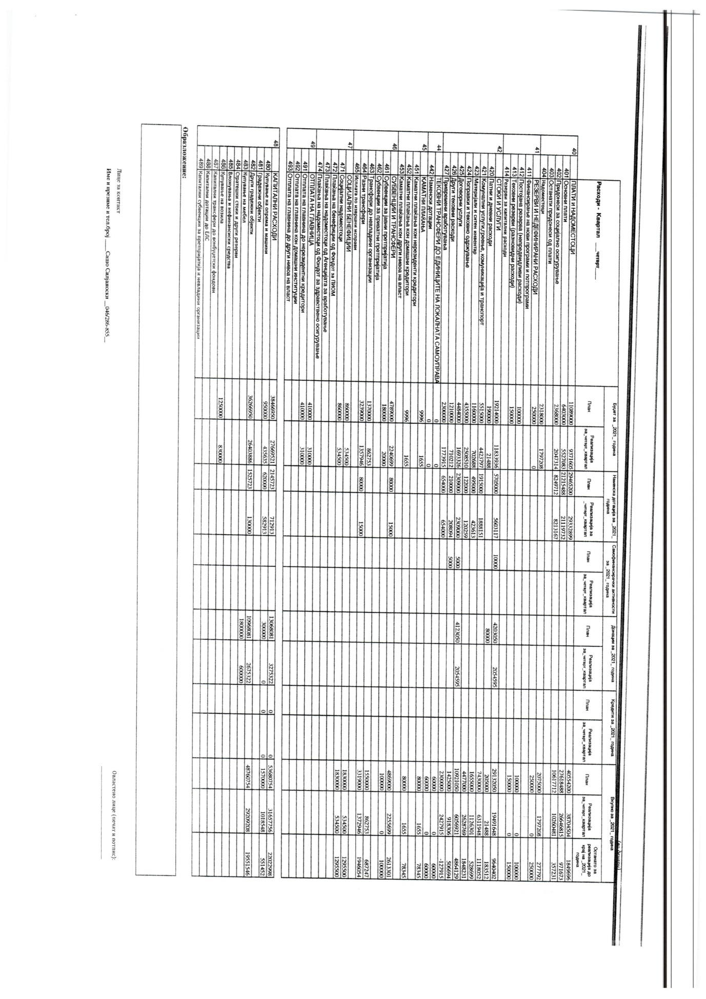 (во денари)
Расходи - Квартал ___четврт____ Буџет за _2021_ година Наменска дотација за _2021_ година Самофинансирачки активности за _2021_ година Донации за _2021_ година Кредити за _2021_ година Вкупно за _2021_ година
План Реализација за_четврт_квартал План Реализација за _четврт_квартал План Реализација за_четврт_квартал План Реализација за_четврт_квартал План Реализација за_четврт_квартал План Реализација за_четврт_квартал Останато за реализација до крај на _2021_ година
40 ПЛАТИ И НАДОМЕСТОЦИ 11089000 9371605 29465200 29332899 40554200 38704504 1849696
401 Основни плати 6403000 5527083 21215488 21119732 27618488 26646815 971673
402 Придонеси за социјално осигурување 2368000 2047314 8249712 8213167 10617712 10260481 357231
403 Останати придонеси од плати
404 Надоместоци 2318000 1797208 2075000 1797208 277792
41 РЕЗЕРВИ И НЕДЕФИНИРАНИ РАСХОДИ 250000 0 250000 0 250000
411 Финансирање на нови програми и потпрограми
412 Постојана резерва (непредвидливи расходи) 100000 100000 0 100000
413 Тековни резерви (разновидни расходи) 150000 150000 0 150000
414 Резерви за капитални расходи
42 СТОКИ И УСЛУГИ 19214000 11833936 5705000 5603117 10000 4203050 2054595 29132050 19491648 9640402
420 Патни и дневни расходи 190000 21488 80000 205000 21488 183512
421 Комунални услуги,греење, комуникација и транспорт 5515000 4423797 1915000 1888151 7430000 6311948 1118052
423 Материјали и ситен инвентар 1160000 702688 495000 423613 1655000 1126301 528699
424 Поправки и тековно одржување 4355000 2508510 122000 120259 4477000 2628769 1848231
425 Договорни услуги 4484000 1693326 2309000 2309000 5000 4123050 2054595 10921050 6056921 4864129
426 Други тековни расходи 1210000 710212 210000 208094 5000 1425000 918306 506694
427 Привремени вработувања 2300000 1773915 654000 654000 2300000 2427915 -127915
44 ТЕКОВНИ ТРАНСФЕРИ ДО ЕДИНИЦИТЕ НА ЛОКАЛНАТА САМОУПРАВА 0 0 60000 0 60000
442 Наменски дотации 0 0 60000 0 60000
45 КАМАТНИ ПЛАЌАЊА 9996 1655 80000 1655 78345
451 Каматни плаќања кон нерезиденти кредитори
452 Каматни плаќања кон домашни кредитори 9996 1655 80000 1655 78345
453 Каматни плаќања кон други нивоа на власт
46 СУБВЕНЦИИ И ТРАНСФЕРИ 4789000 2240699 80000 15000 4869000 2255699 2613301
461 Субвенции за јавни претпријатија 180000 20000 100000 0 100000
462 Субвенции за приватни претпријатија
463 Трансфери до невладини организации 1370000 862753 1550000 862753 687247
464 Разни трансфери 3239000 1357946 80000 15000 3319000 1372946 1946054
465 Исплата по извршни исправи
47 СОЦИЈАЛНИ БЕНЕФИЦИИ 860000 534500 1830000 534500 1295500
471 Социјални надоместоци 860000 534500 1830000 534500 1295500
472 Плаќања на бенефиции од Фондот за ПИОМ
473 Плаќања на надоместоци од Агенцијата за вработување
474 Плаќања на надоместоци од Фондот за здравствено осигурување
49 ОТПЛАТА НА ГЛАВНИЦА 410000 310000
491 Отплата на главнина до нерезидентни кредитори 410000 310000
492 Отплата на главнина кон домашни институции
493 Отплата на главнина до други нивоа на власт
48 КАПИТАЛНИ РАСХОДИ 38466950 27669521 2145723 712913 13068081 3275322 0 0 53680754 31657756 22022998
480 Купување на опрема и машини 950000 435635 620000 582913 300000 0 0 0 1570000 1018548 551452
481 Градежни објекти
482 Други градежни објекти 36266950 26403886 1525723 130000 10968081 2675322 48760754 29209208 19551546
483 Купување на мебел 1800000 600000
484 Стратешки стоки и други резерви
485 Вложувања и нефинансиски средства
486 Купување на возила 1250000 830000
487 Капитални трансфери до вонбуџетски фондови
488 Капитални дотации до ЕЛС
489 Капитални субвенции за претпријатија и невладини организации
Образложение:
Лице за контакт
Име и презиме и тел.број ____Сашо Силјаноски __046/286-855__
Овластено лице (печат и потпис):